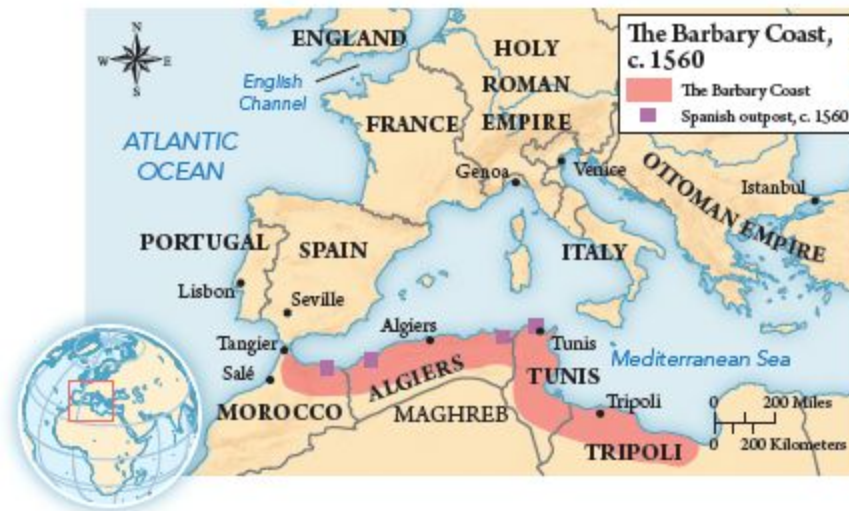 The Barbary Coast,
c. 1560
The Barbary Coast
Spanish outpost, c. 1560
N
W
E
S
ENGLAND
English
Channel
HOLY
ROMAN
EMPIRE
FRANCE
ATLANTIC
OCEAN
Genoa
Venice
OTTOMAN EMPIRE
Istanbul
PORTUGAL
SPAIN
ITALY
Lisbon
Seville
Tangier
Algiers
Tunis
Mediterranean Sea
Salé
ALGIERS
TUNIS
MOROCCO
MAGHREB
Tripoli
TRIPOLI
0 200 Miles
0 200 Kilometers